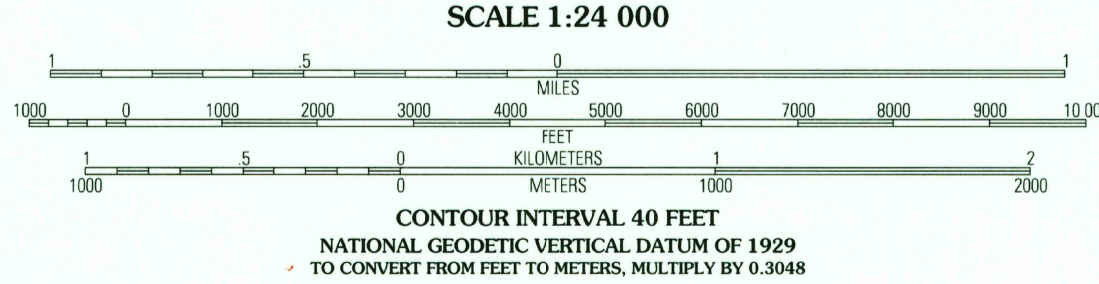 SCALE 1:24 000
1 .5 0 1
MILES
1000 0 1000 2000 3000 4000 5000 6000 7000 8000 9000 10 00
FEET
1 .5 0 KILOMETERS 1 2
1000 0 METERS 1000 2000
CONTOUR INTERVAL 40 FEET
NATIONAL GEODETIC VERTICAL DATUM OF 1929
TO CONVERT FROM FEET TO METERS, MULTIPLY BY 0.3048